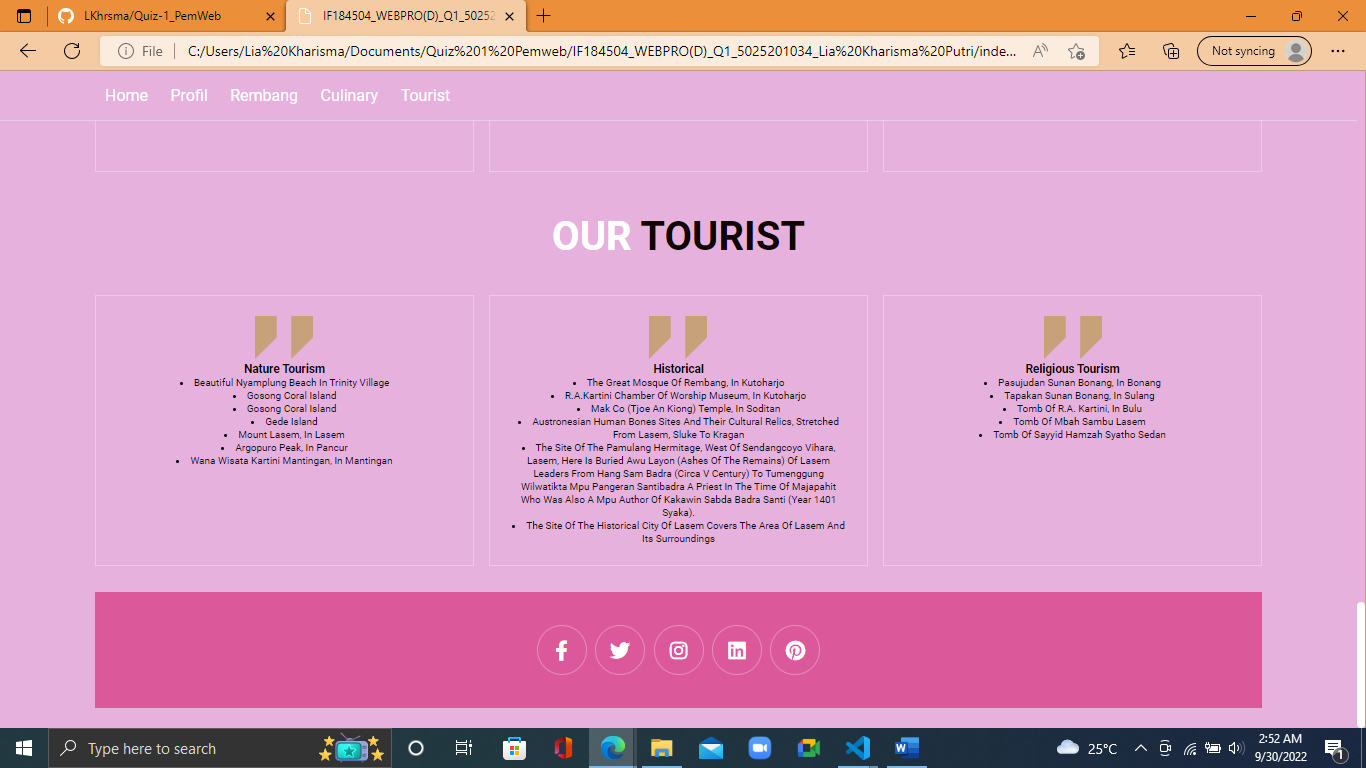 LKhrsma/Quiz-1_PemWeb
IF184504_WEBPRO(D)_Q1_50252
File
C:/Users/Lia%20Kharisma/Documents/Quiz%201%20Pemweb/IF184504_WEBPRO(D)_Q1_5025201034_Lia%20Kharisma%20Putri/inde...
Not syncing
Home Profil Rembang Culinary Tourist
OUR TOURIST
Nature Tourism
• Beautiful Nyamplung Beach In Trinity Village
• Gosong Coral Island
• Gosong Coral Island
• Gede Island
• Mount Lasem, In Lasem
• Argopuro Peak, In Pancur
• Wana Wisata Kartini Mantingan, In Mantingan
Historical
• The Great Mosque Of Rembang, In Kutoharjo
• R.A.Kartini Chamber Of Worship Museum, In Kutoharjo
• Mak Co (Tjoe An Kiong) Temple, In Soditan
• Austronesian Human Bones Sites And Their Cultural Relics, Stretched
From Lasem, Sluke To Kragan
• The Site Of The Pamulang Hermitage, West Of Sendangcoyo Vihara,
Lasem, Here Is Buried Awu Layon (Ashes Of The Remains) Of Lasem
Leaders From Hang Sam Badra (Circa V Century) To Tumenggung
Wilwatikta Mpu Pangeran Santibadra A Priest In The Time Of Majapahit
Who Was Also A Mpu Author Of Kakawin Sabda Badra Santi (Year 1401
Syaka).
• The Site Of The Historical City Of Lasem Covers The Area Of Lasem And
Its Surroundings
Religious Tourism
• Pasujudan Sunan Bonang, In Bonang
• Tapakan Sunan Bonang, In Sulang
• Tomb Of R.A. Kartini, In Bulu
• Tomb Of Mbah Sambu Lasem
• Tomb Of Sayyid Hamzah Syatho Sedan
Type here to search
25°C
2:52 AM
9/30/2022
1